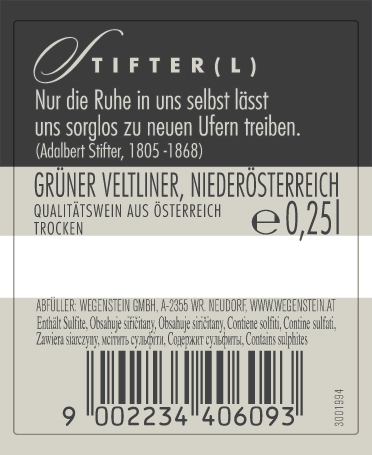 STIFTER(L)
Nur die Ruhe in uns selbst lässt
uns sorglos zu neuen Ufern treiben.
(Adalbert Stifter, 1805 -1868)
GRÜNER VELTLINER, NIEDERÖSTERREICH
QUALITÄTSWEIN AUS ÖSTERREICH
TROCKEN
℮ 0,25l
ABFÜLLER: WEGENSTEIN GMBH, A-2355 WR. NEUDORF, WWW.WEGENSTEIN.AT
Enthält Sulfite, Obsahuje siřičitany, Obsahuje siričitany, Contiene solfiti, Contine sulfati,
Zawiera siarczyny, мстить сульфіти, Содержит сульфиты, Contains sulphites
9 002234 406093
3001994